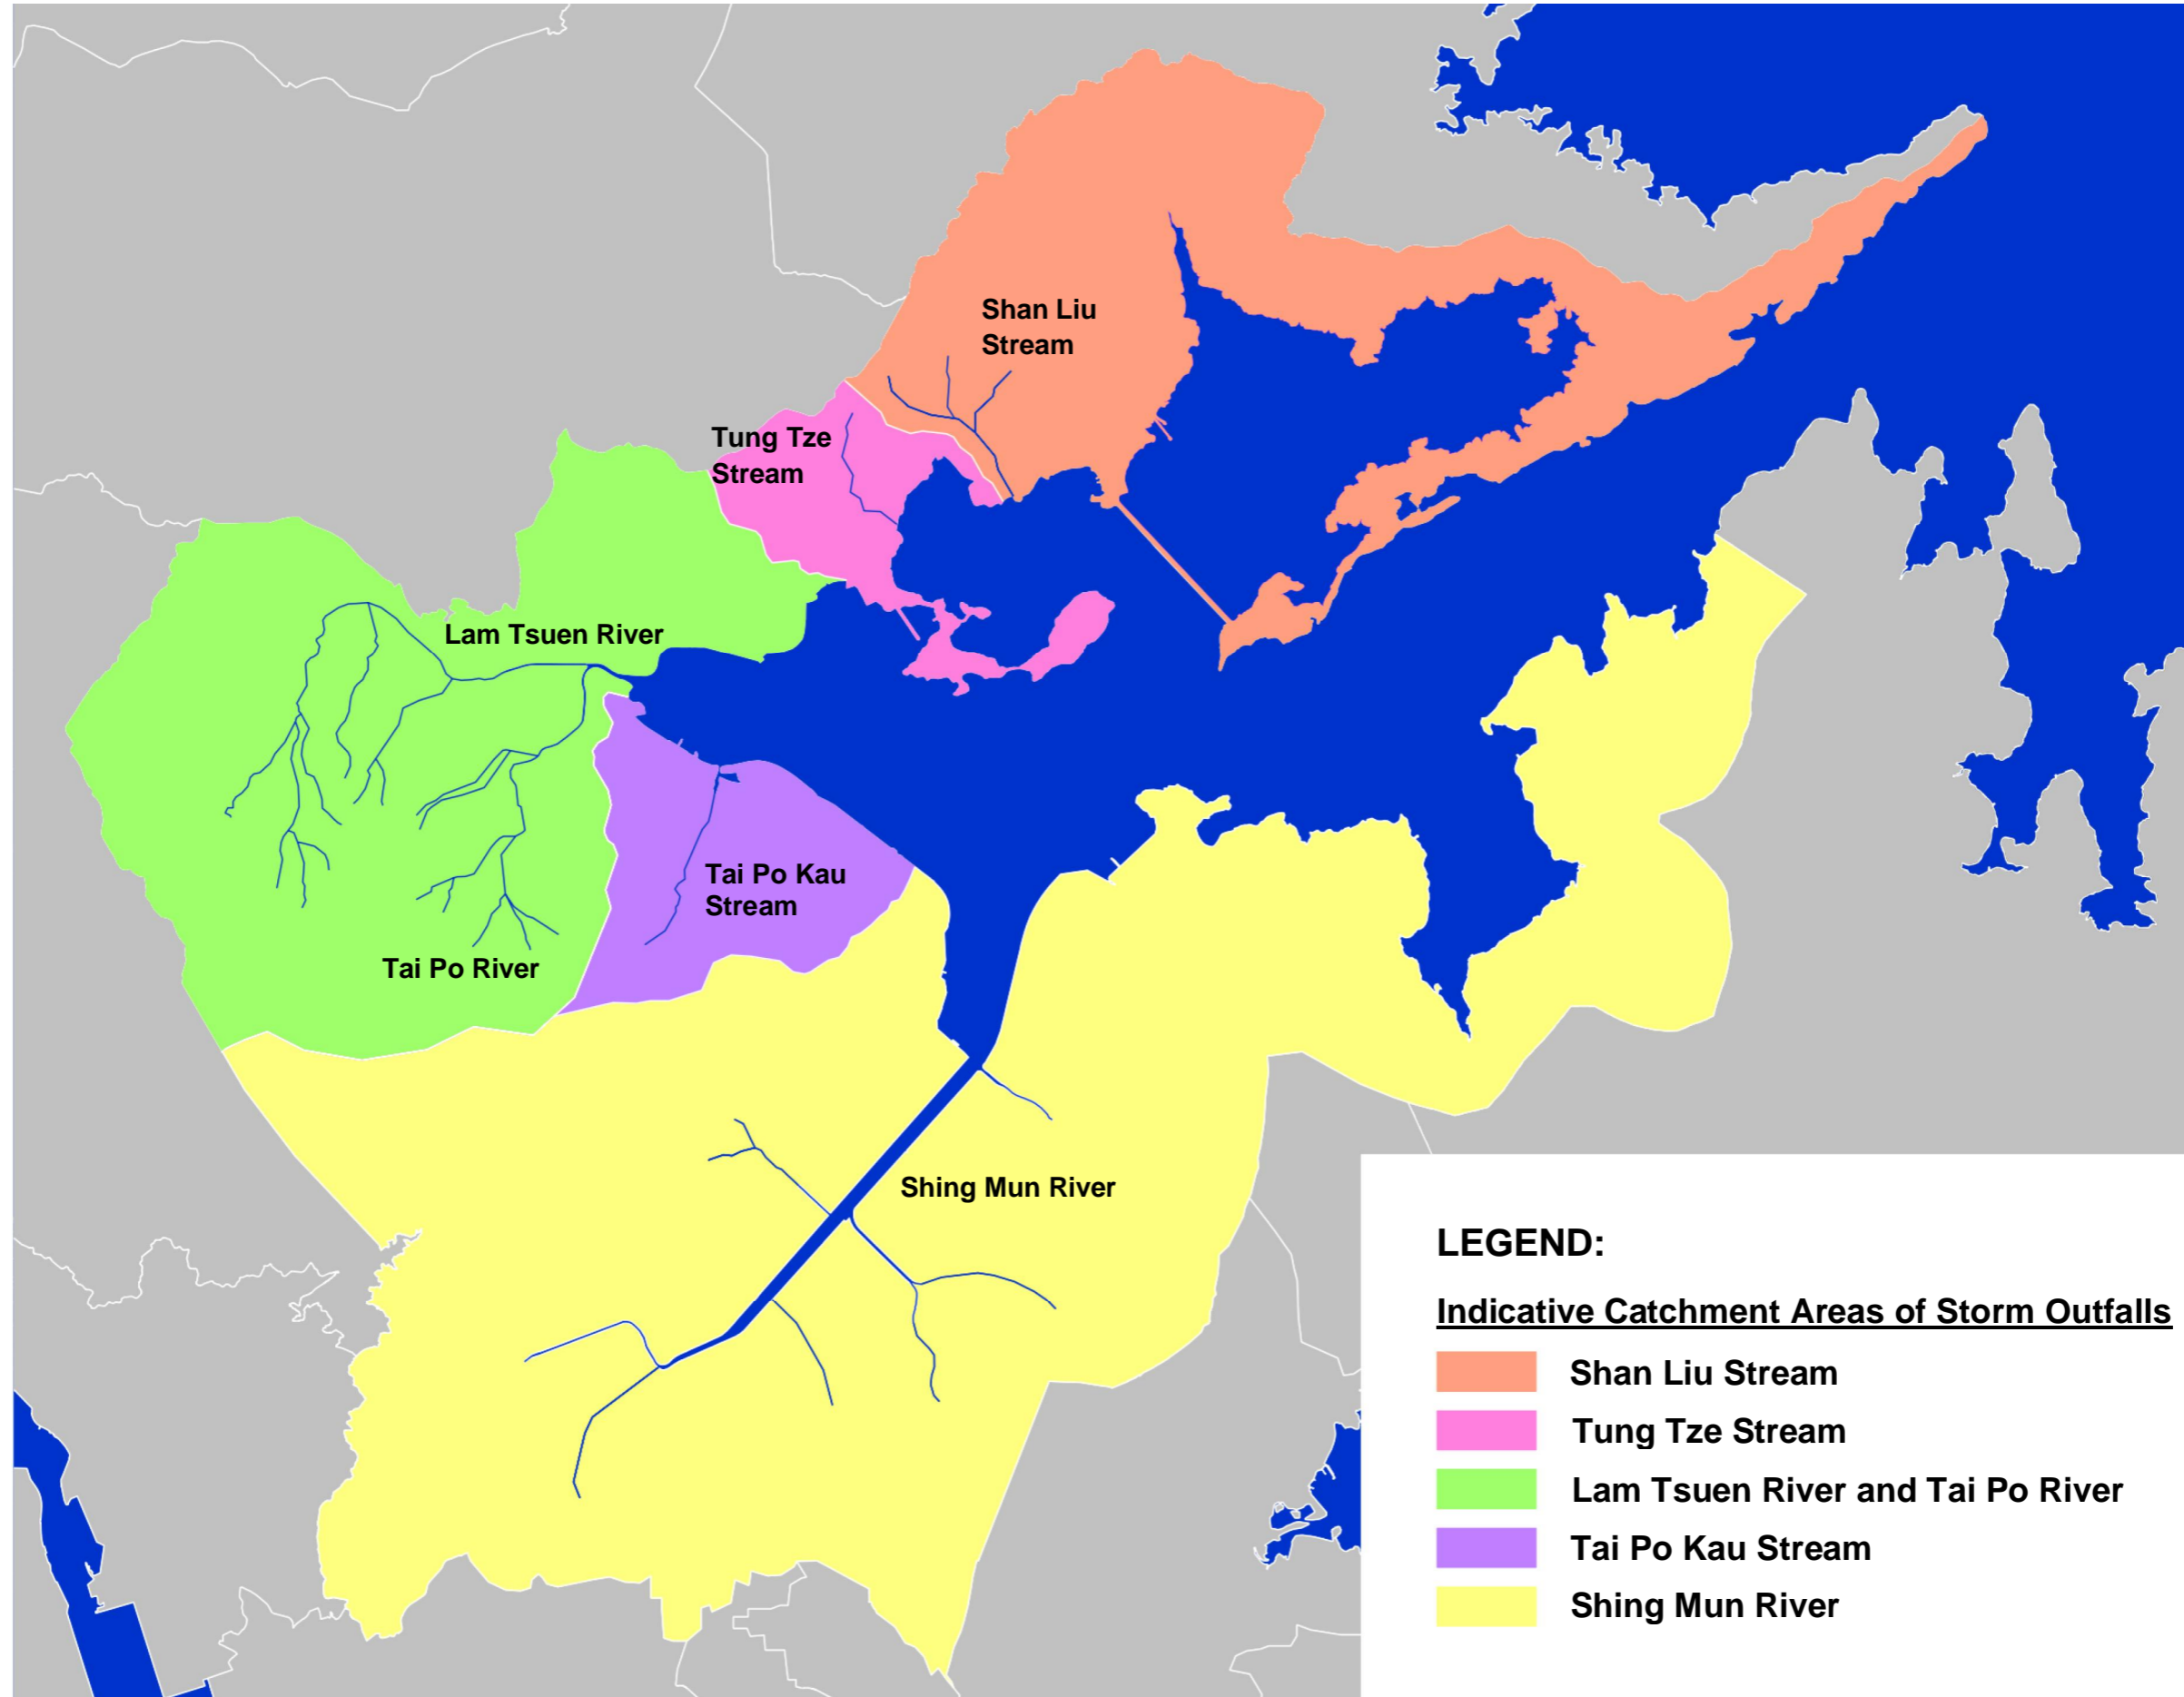 Shan Liu
Stream
Tung Tze
Stream
Lam Tsuen River
Tai Po Kau
Stream
Tai Po River
Shing Mun River
LEGEND:
Indicative Catchment Areas of Storm Outfalls
Shan Liu Stream
Tung Tze Stream
Lam Tsuen River and Tai Po River
Tai Po Kau Stream
Shing Mun River